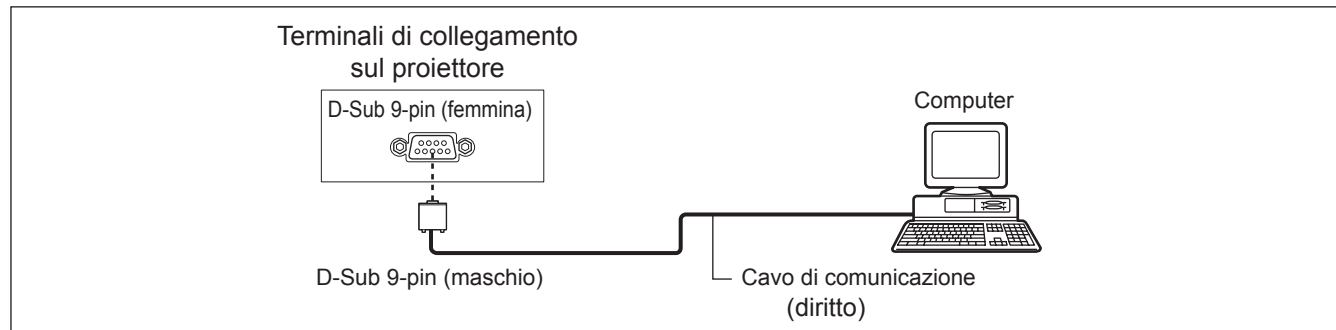 Terminali di collegamento
sul proiettore
D-Sub 9-pin (femmina)
Computer
D-Sub 9-pin (maschio)
Cavo di comunicazione
(diritto)